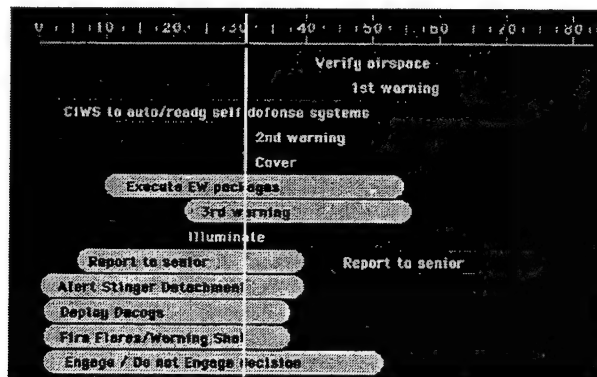 0 10 20 30 40 50 60 70 80
Verify airspace
1st warning
CIWS to auto/ready self defense systems
2nd warning
Cover
Execute EW packages
3rd warning
Illuminate
Report to senior Report to senior
Alert Stinger Detachment
Deploy Decoys
Fire Flares/Warning Shot
Engage / Do not Engage decision